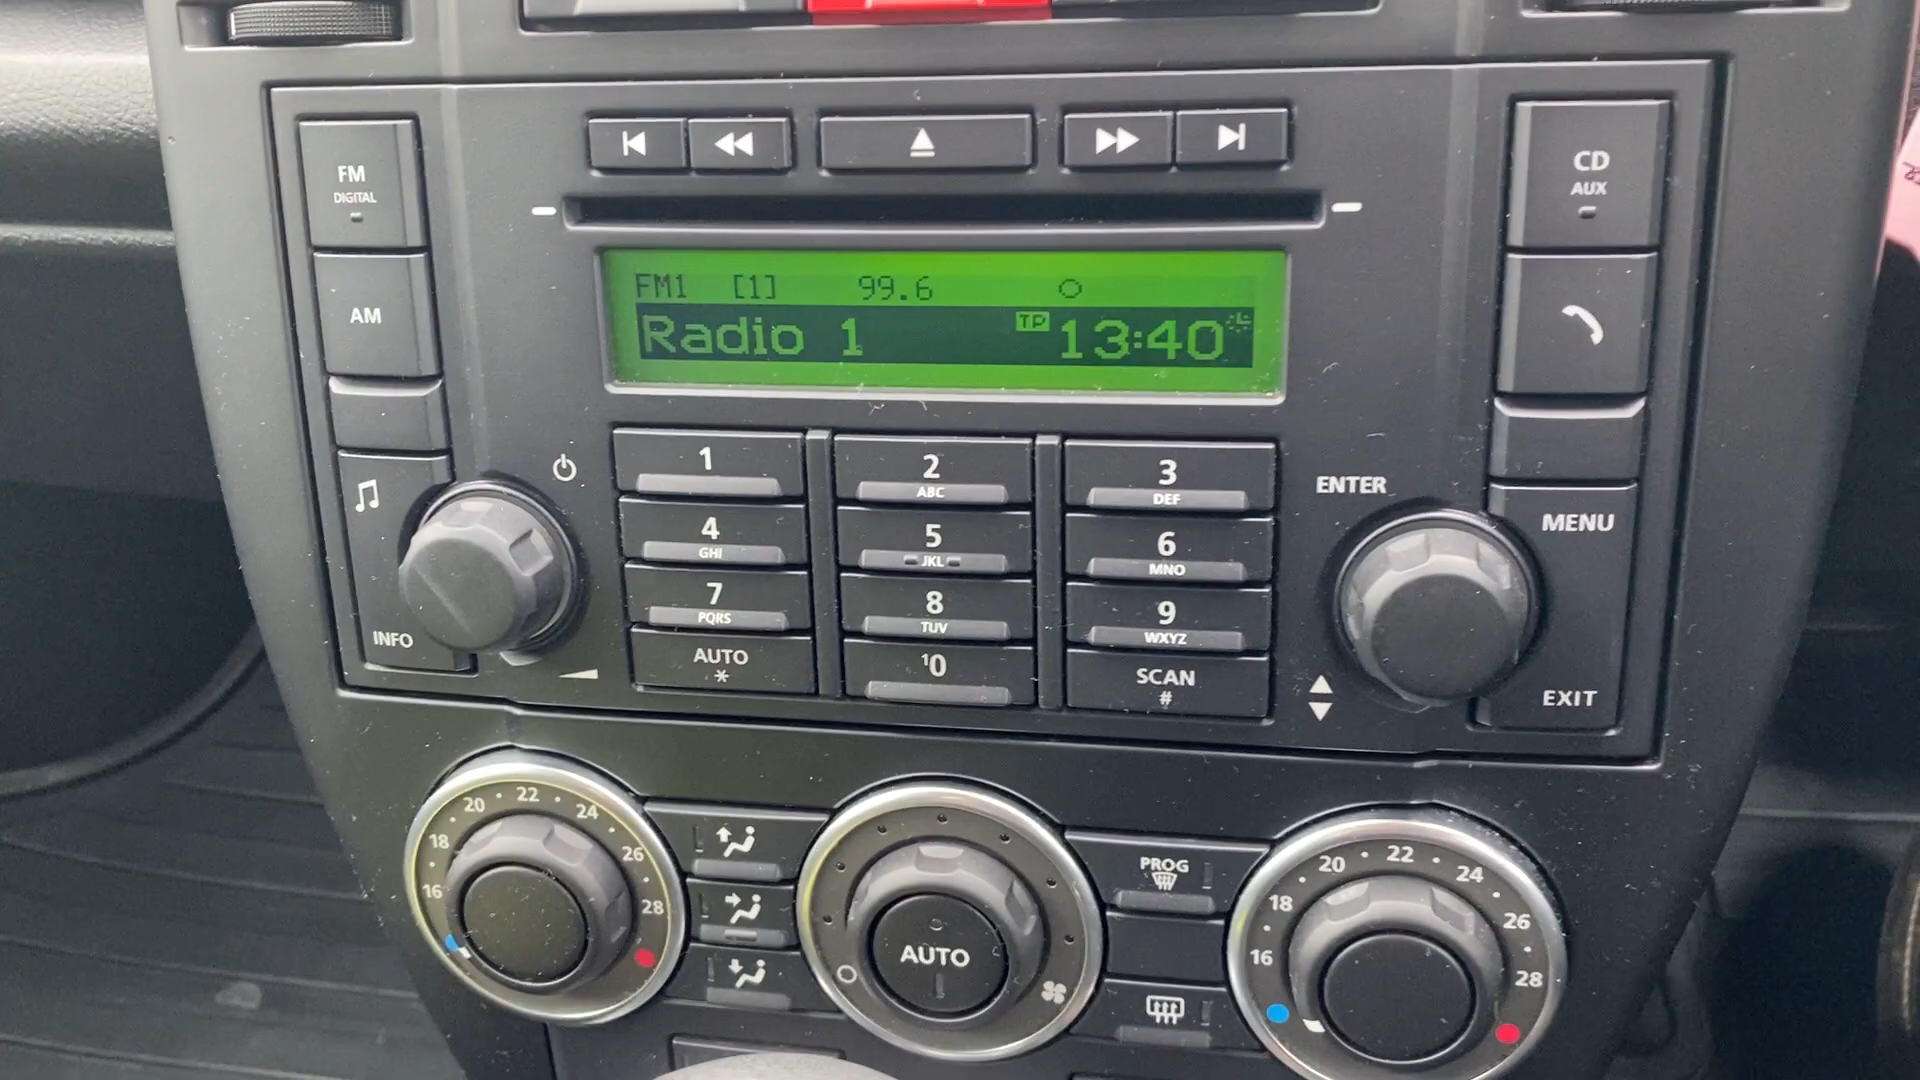 FM
DIGITAL
AM
INFO
CD
AUX
FM1 [1] 99.6
Radio 1 TP 13:40
1
2
ABC
3
DEF
4
GHI
5
JKL
6
MNO
7
PQRS
8
TUV
9
WXYZ
AUTO
*
10
SCAN
#
ENTER
MENU
EXIT
16 18 20 22 24 26 28
AUTO
PROG
16 18 20 22 24 26 28